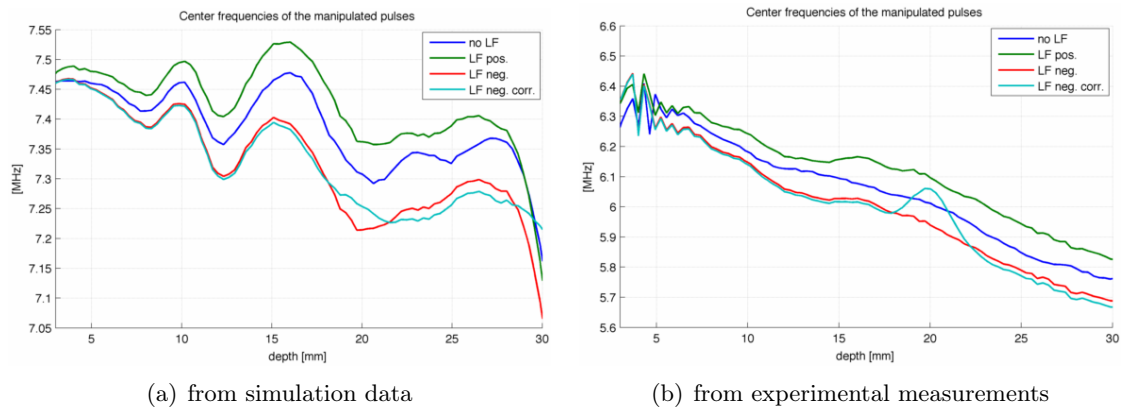 Center frequencies of the manipulated pulses
7.55
7.5
7.45
7.4
7.35
7.3
7.25
7.2
7.15
7.1
7.05
[MHz]
no LF
LF pos.
LF neg.
LF neg. corr.
5 10 15 20 25 30
depth [mm]
(a) from simulation data
Center frequencies of the manipulated pulses
6.6
6.5
6.4
6.3
6.2
6.1
6
5.9
5.8
5.7
5.6
[MHz]
no LF
LF pos.
LF neg.
LF neg. corr.
5 10 15 20 25 30
depth [mm]
(b) from experimental measurements